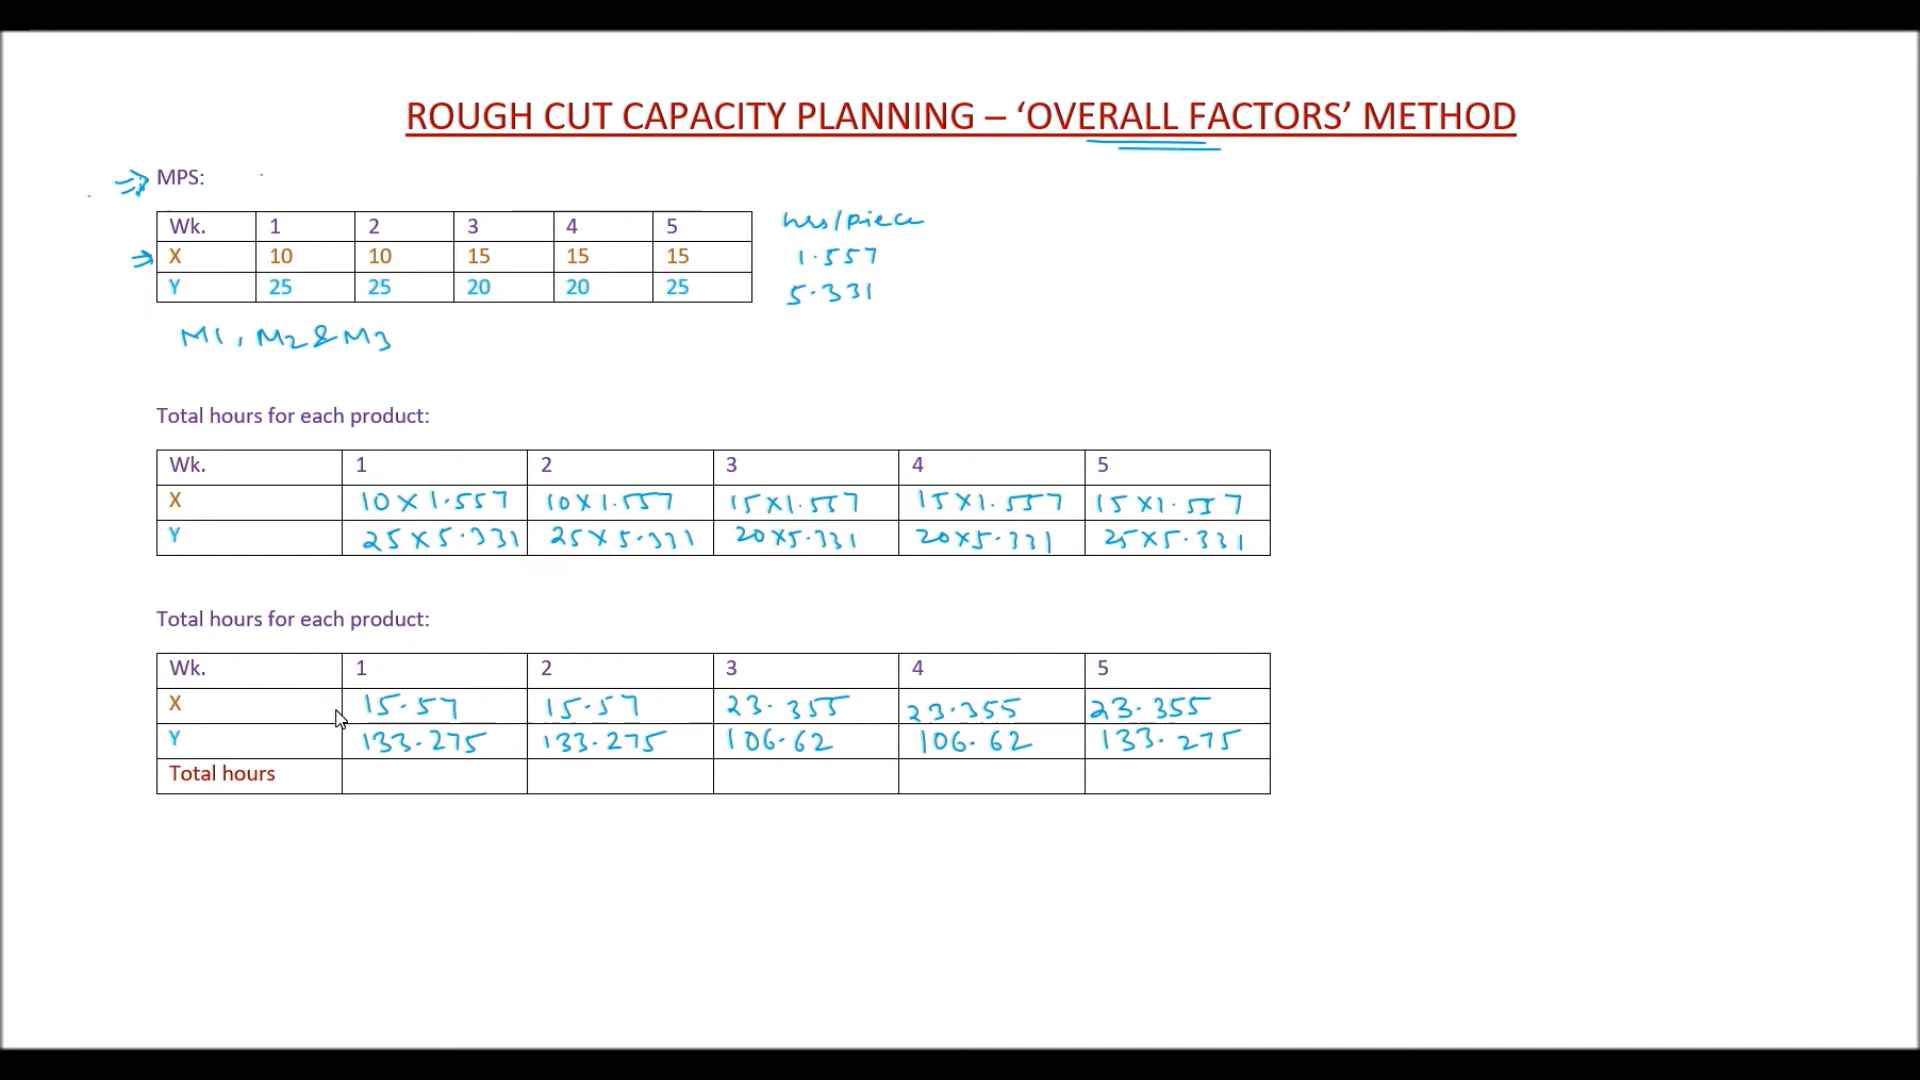 ROUGH CUT CAPACITY PLANNING – ‘OVERALL FACTORS’ METHOD
MPS:
Wk. 1 2 3 4 5 hrs/piece
X 10 10 15 15 15 1.557
Y 25 25 20 20 25 5.331
M1, M2 & M3
Total hours for each product:
Wk. 1 2 3 4 5
X 10 X 1.557 10 X 1.557 15 X 1.557 15 X 1.557 15 X 1.557
Y 25 X 5.331 25 X 5.331 20 X 5.331 20 X 5.331 25 X 5.331
Total hours for each product:
Wk. 1 2 3 4 5
X 15.57 15.57 23.355 23.355 23.355
Y 133.275 133.275 106.62 106.62 133.275
Total hours